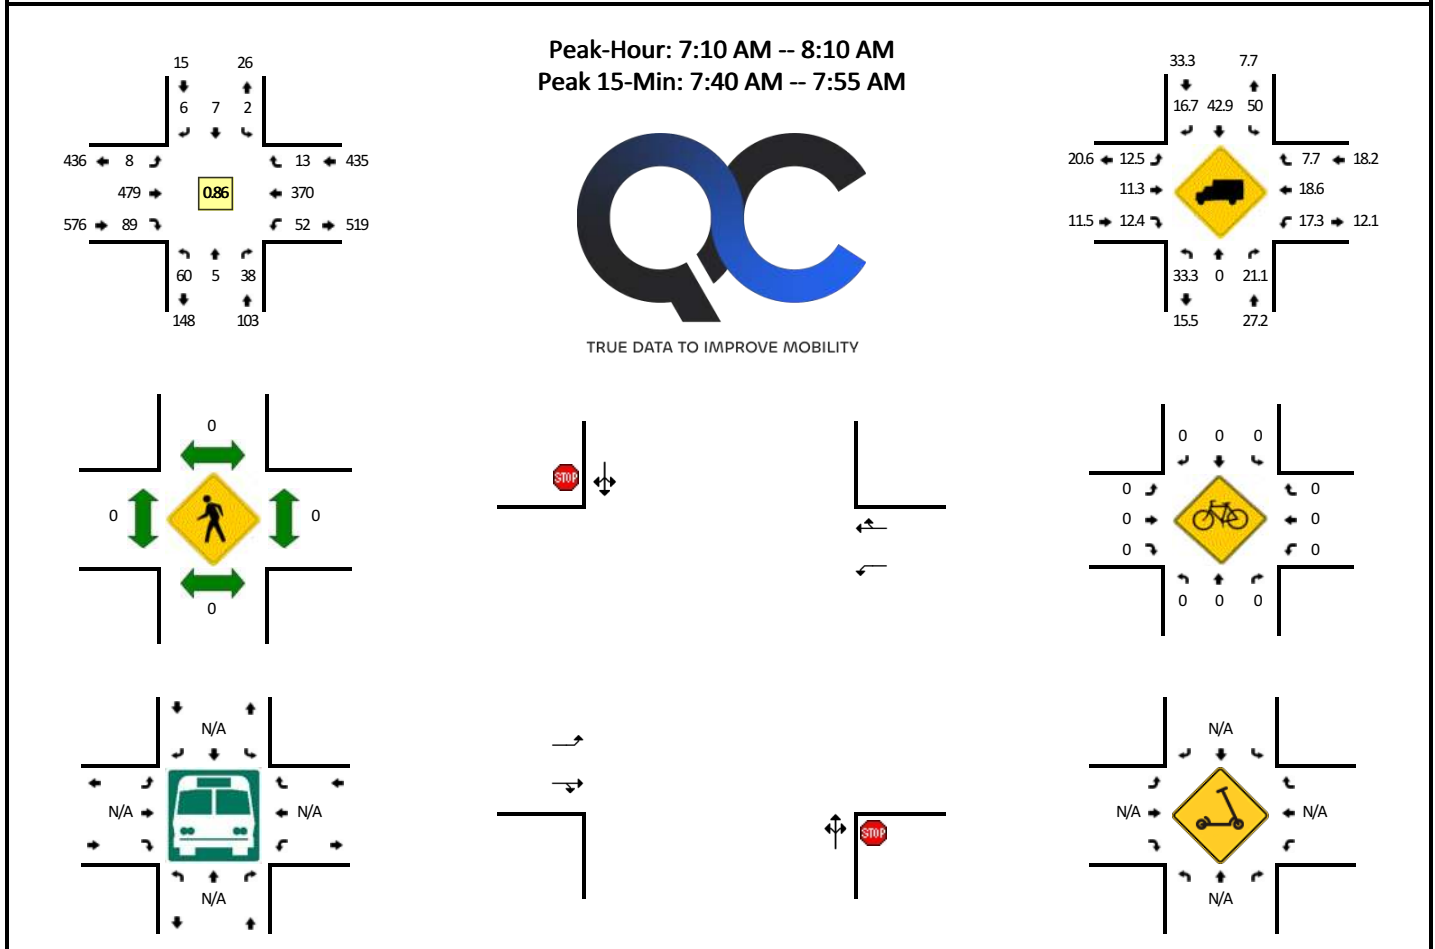 Peak-Hour: 7:10 AM -- 8:10 AM
Peak 15-Min: 7:40 AM -- 7:55 AM
15 26
6 7 2
436 8 13 435
479 0.86 370
576 89 52 519
60 5 38
148 103
TRUE DATA TO IMPROVE MOBILITY
33.3 7.7
16.7 42.9 50
20.6 12.5 7.7 18.2
11.3 18.6
11.5 12.4 17.3 12.1
33.3 0 21.1
15.5 27.2
0
0 0
0
STOP
STOP
0 0 0
0 0
0 0
0 0
0 0 0
N/A
N/A N/A
N/A
N/A
N/A N/A
N/A